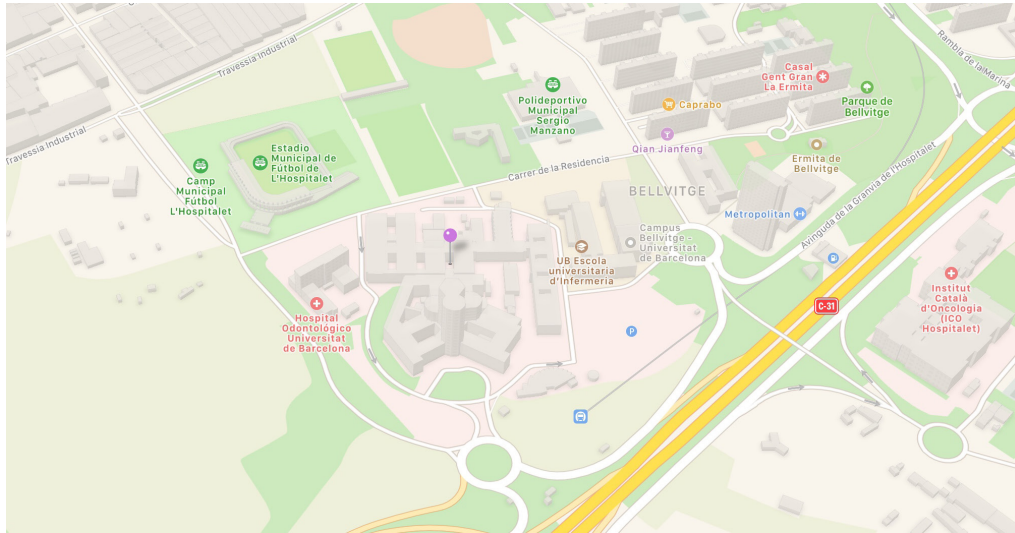 Travessia Industrial
Travessia Industrial
Rambla de la Marina
Casal
Gent Gran
La Ermita
Parque de
Bellvitge
Caprabo
Polideportivo
Municipal
Sergio
Manzano
Qian Jianfeng
Ermita de
Bellvitge
Estadio
Municipal de
Fútbol de
L'Hospitalet
Camp
Municipal
Fútbol
L'Hospitalet
Carrer de la Residencia
BELLVITGE
Metropolitan
Avinguda de la Granvia de l'Hospitalet
Campus
Bellvitge -
Universitat
de Barcelona
UB Escola
universitaria
d'Infermeria
Institut
Català
d'Oncologia
(ICO
Hospitalet)
C-31
Hospital
Odontológico
Universitat
de Barcelona
P